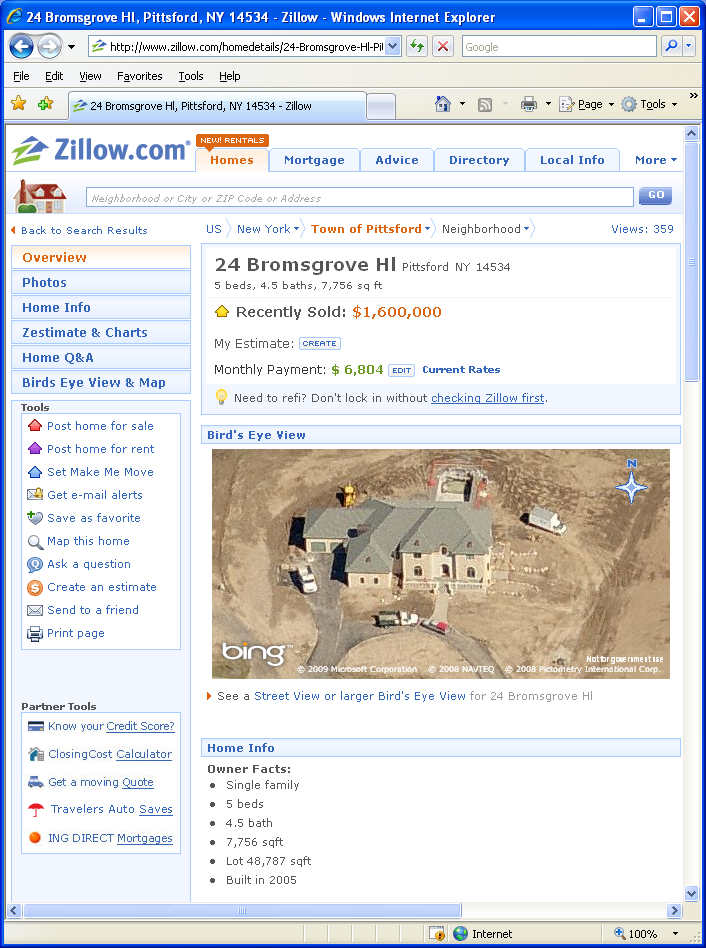 24 Bromsgrove Hl, Pittsford, NY 14534 - Zillow - Windows Internet Explorer
http://www.zillow.com/homedetails/24-Bromsgrove-Hl-Pi
Google
File Edit View Favorites Tools Help
24 Bromsgrove Hl, Pittsford, NY 14534 - Zillow
Page Tools »
Zillow.com®
NEW! RENTALS
Homes Mortgage Advice Directory Local Info More
Neighborhood or City or ZIP Code or Address
GO
Back to Search Results
US New York Town of Pittsford Neighborhood Views: 359
Overview
Photos
Home Info
Zestimate & Charts
Home Q&A
Birds Eye View & Map
Tools
Post home for sale
Post home for rent
Set Make Me Move
Get e-mail alerts
Save as favorite
Map this home
Ask a question
Create an estimate
Send to a friend
Print page
Partner Tools
Know your Credit Score?
ClosingCost Calculator
Get a moving Quote
Travelers Auto Saves
ING DIRECT Mortgages
24 Bromsgrove Hl Pittsford NY 14534
5 beds, 4.5 baths, 7,756 sq ft
Recently Sold: $1,600,000
My Estimate: CREATE
Monthly Payment: $ 6,804 EDIT Current Rates
Need to refi? Don't lock in without checking Zillow first.
Bird's Eye View
N
bing™
Not for government use
© 2009 Microsoft Corporation © 2008 NAVTEQ © 2008 Pictometry International Corp.
See a Street View or larger Bird's Eye View for 24 Bromsgrove Hl
Home Info
Owner Facts:
• Single family
• 5 beds
• 4.5 bath
• 7,756 sqft
• Lot 48,787 sqft
• Built in 2005
Internet 100%